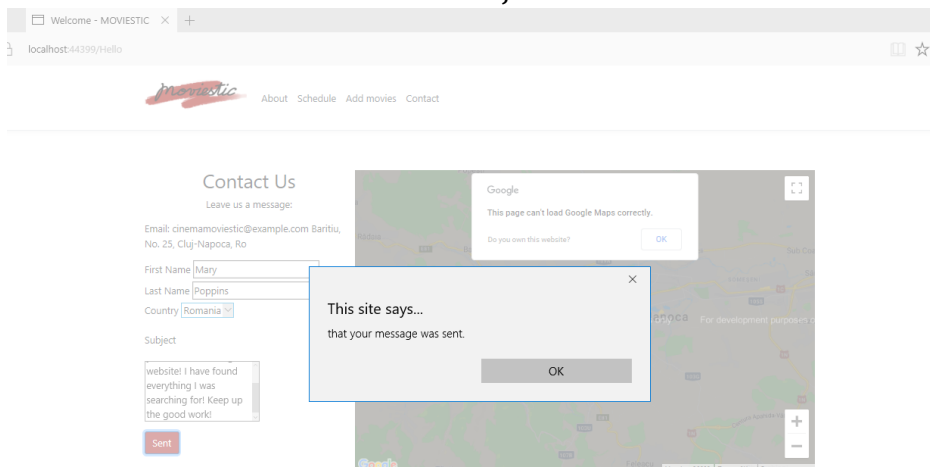 Welcome - MOVIESTIC
localhost:44399/Hello
moviestic
About Schedule Add movies Contact
Contact Us
Leave us a message:
Email: cinemamoviestic@example.com Baritiu,
No. 25, Cluj-Napoca, Ro
First Name Mary
Last Name Poppins
Country Romania
Subject
website! I have found
everything I was
searching for! Keep up
the good work!
Sent
Google
This page can't load Google Maps correctly.
Do you own this website? OK
This site says...
that your message was sent.
OK
For development purposes
Google